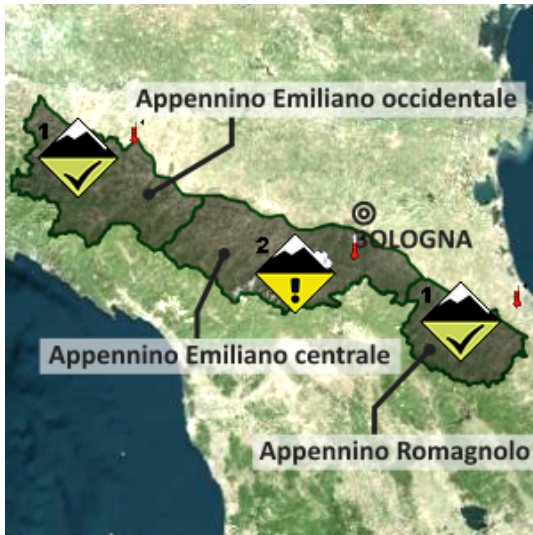 Appennino Emiliano occidentale
1
BOLOGNA
2
!
1
Appennino Emiliano centrale
Appennino Romagnolo